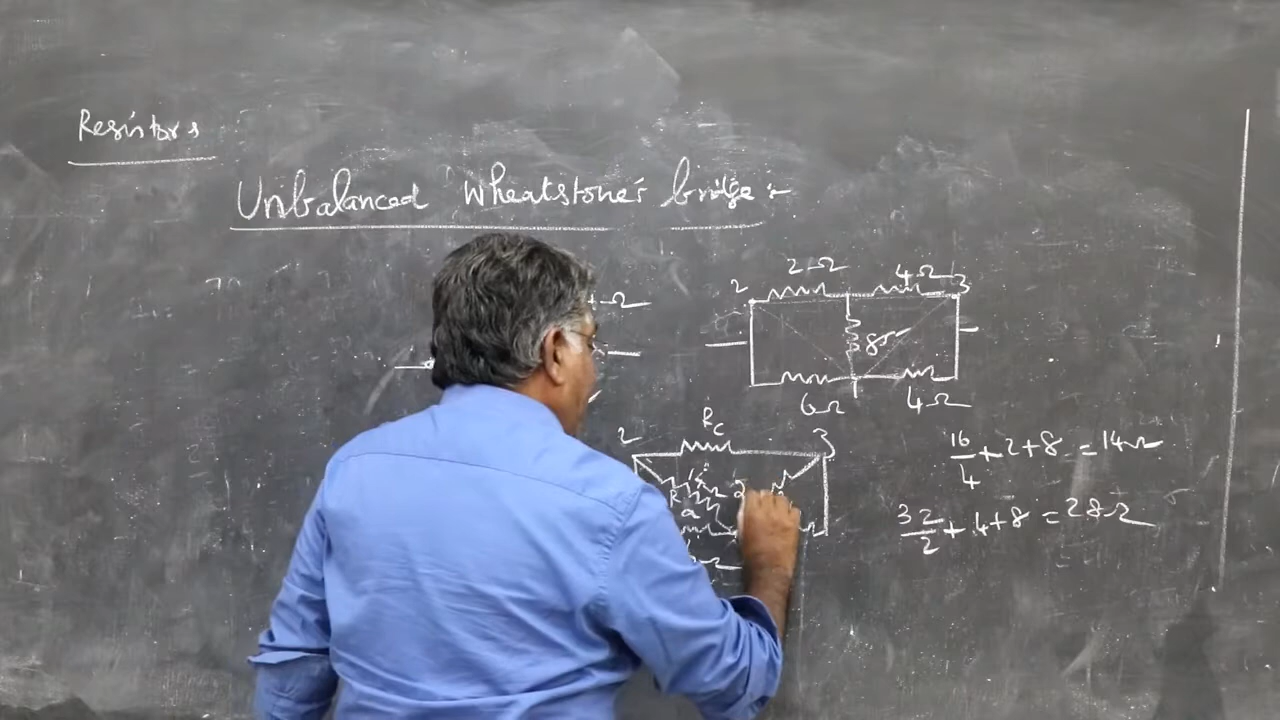 Resistors
Unbalanced Wheatstone's bridge :-
2Ω 4Ω
2 3
8Ω
6Ω 4Ω
Rc
2 3
16/4 + 2 + 8 = 14Ω
32/2 + 4 + 8 = 28Ω